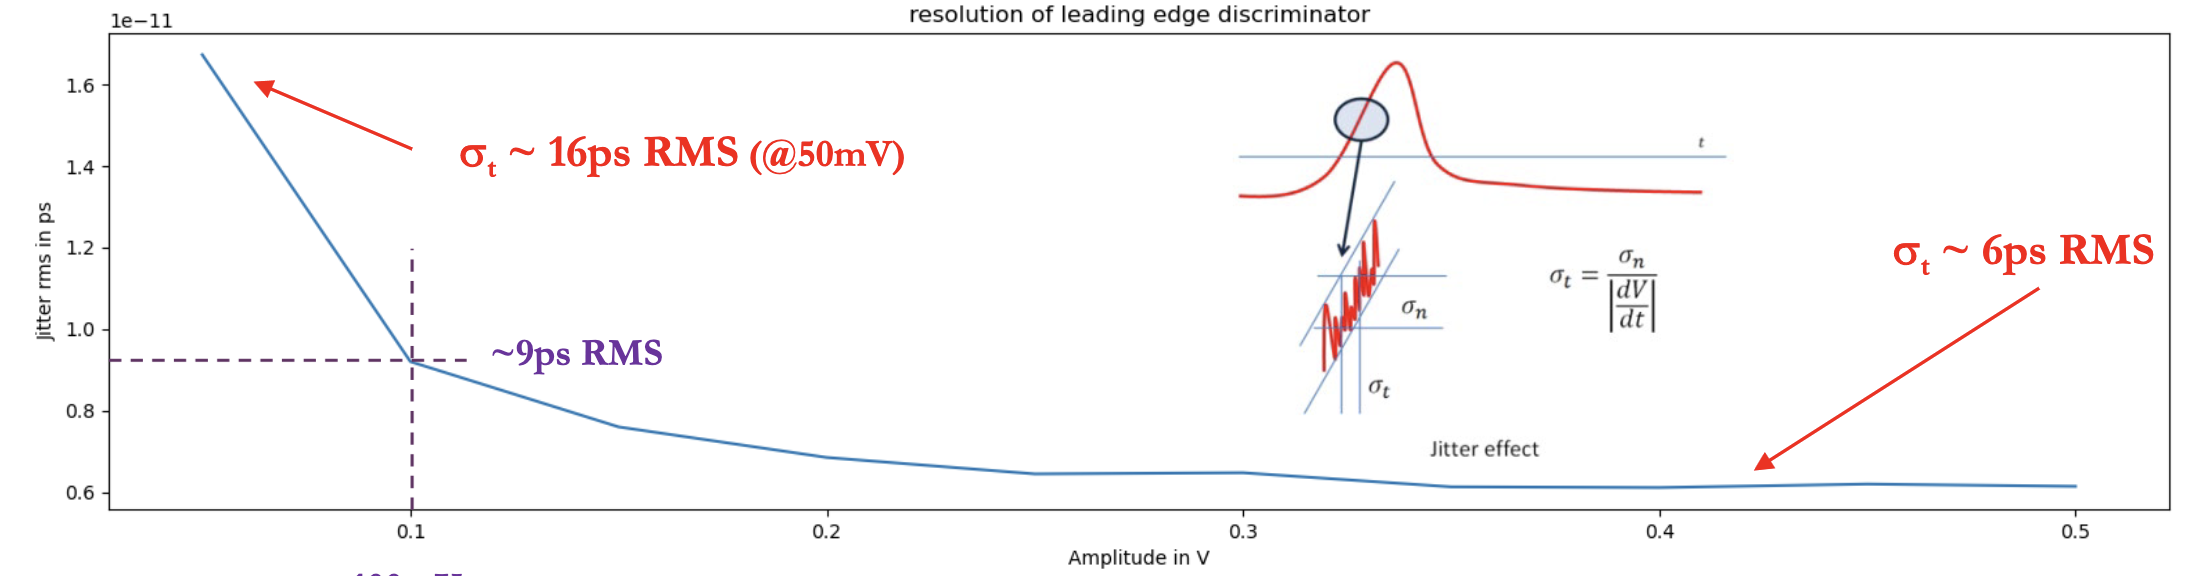 resolution of leading edge discriminator
1e−11
1.6
1.4
1.2
1.0
0.8
0.6
Jitter rms in ps
σt ~ 16ps RMS (@50mV)
~9ps RMS
t
σn
σt
σt = σn / |dV/dt|
Jitter effect
σt ~ 6ps RMS
0.1
0.2
0.3
0.4
0.5
Amplitude in V